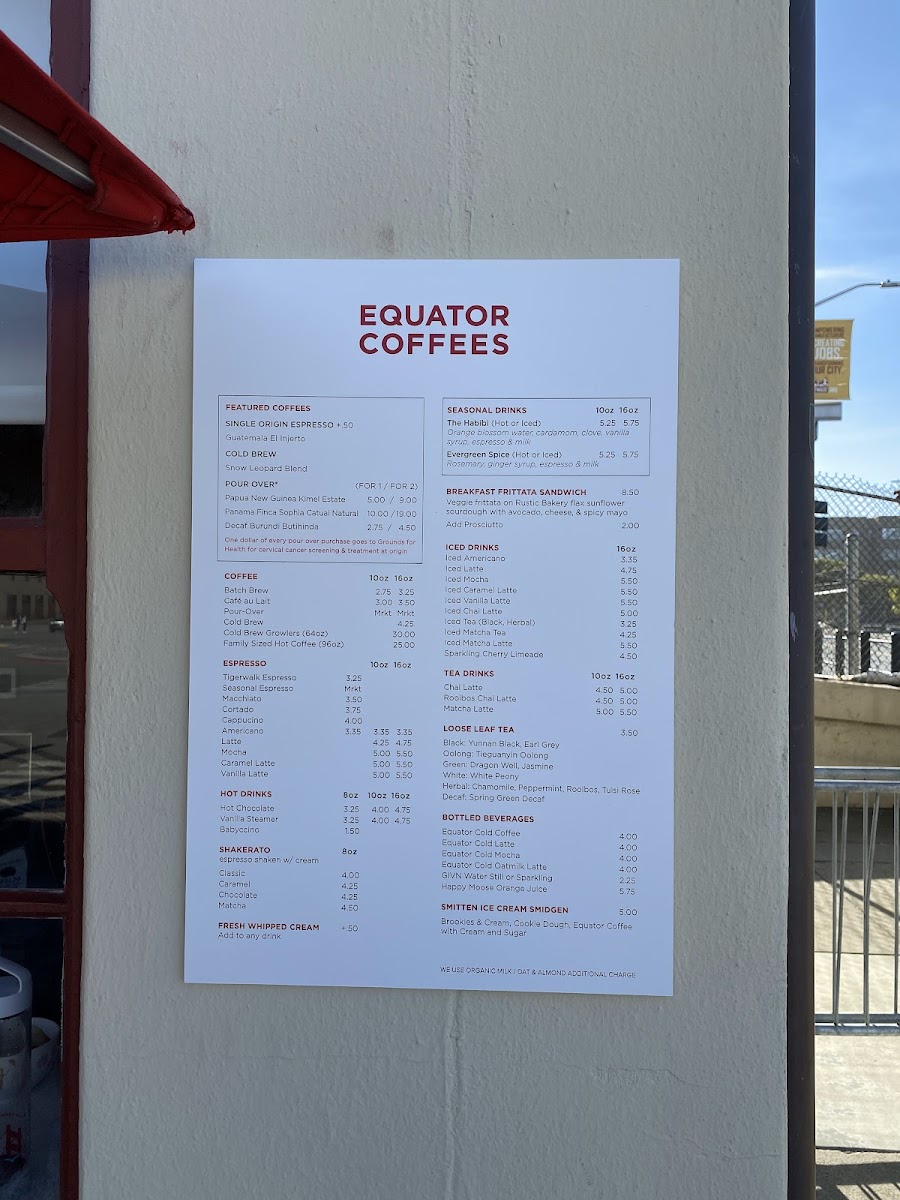 EQUATOR
COFFEES
FEATURED COFFEES
SINGLE ORIGIN ESPRESSO +.50
Guatemala El Injerto
COLD BREW
Snow Leopard Blend
POUR OVER* (FOR 1 / FOR 2)
Papua New Guinea Kimel Estate 5.00 / 9.00
Panama Finca Sophia Catuai Natural 10.00 / 19.00
Decaf Burundi Butihinda 2.75 / 4.50
One dollar of every pour over purchase goes to Grounds for
Health for cervical cancer screening & treatment at origin
COFFEE 10oz 16oz
Batch Brew 2.75 3.25
Café au Lait 3.00 3.50
Pour-Over Mrkt Mrkt
Cold Brew 4.25
Cold Brew Growlers (64oz) 30.00
Family Sized Hot Coffee (96oz) 25.00
ESPRESSO 10oz 16oz
Tigerwalk Espresso 3.25
Seasonal Espresso Mrkt
Macchiato 3.50
Cortado 3.75
Cappucino 4.00
Americano 3.35 3.35 3.35
Latte 4.25 4.75
Mocha 5.00 5.50
Caramel Latte 5.00 5.50
Vanilla Latte 5.00 5.50
HOT DRINKS 8oz 10oz 16oz
Hot Chocolate 3.25 4.00 4.75
Vanilla Steamer 3.25 4.00 4.75
Babyccino 1.50
SHAKERATO 8oz
espresso shaken w/ cream
Classic 4.00
Caramel 4.25
Chocolate 4.25
Matcha 4.50
FRESH WHIPPED CREAM +.50
Add to any drink
SEASONAL DRINKS 10oz 16oz
The Habibi (Hot or Iced) 5.25 5.75
Orange blossom water, cardamom, clove, vanilla
syrup, espresso & milk
Evergreen Spice (Hot or Iced) 5.25 5.75
Rosemary, ginger syrup, espresso & milk
BREAKFAST FRITTATA SANDWICH 8.50
Veggie frittata on Rustic Bakery flax sunflower
sourdough with avocado, cheese, & spicy mayo
Add Prosciutto 2.00
ICED DRINKS 16oz
Iced Americano 3.35
Iced Latte 4.75
Iced Mocha 5.50
Iced Caramel Latte 5.50
Iced Vanilla Latte 5.50
Iced Chai Latte 5.00
Iced Tea (Black, Herbal) 3.25
Iced Matcha Tea 4.25
Iced Matcha Latte 5.50
Sparkling Cherry Limeade 4.50
TEA DRINKS 10oz 16oz
Chai Latte 4.50 5.00
Rooibos Chai Latte 4.50 5.00
Matcha Latte 5.00 5.50
LOOSE LEAF TEA 3.50
Black: Yunnan Black, Earl Grey
Oolong: Tieguanyin Oolong
Green: Dragon Well, Jasmine
White: White Peony
Herbal: Chamomile, Peppermint, Rooibos, Tulsi Rose
Decaf: Spring Green Decaf
BOTTLED BEVERAGES
Equator Cold Coffee 4.00
Equator Cold Latte 4.00
Equator Cold Mocha 4.00
Equator Cold Oatmilk Latte 4.00
GIVN Water Still or Sparkling 2.25
Happy Moose Orange Juice 5.75
SMITTEN ICE CREAM SMIDGEN 5.00
Brookies & Cream, Cookie Dough, Equator Coffee
with Cream and Sugar
WE USE ORGANIC MILK / OAT & ALMOND ADDITIONAL CHARGE
JOBS
CITY